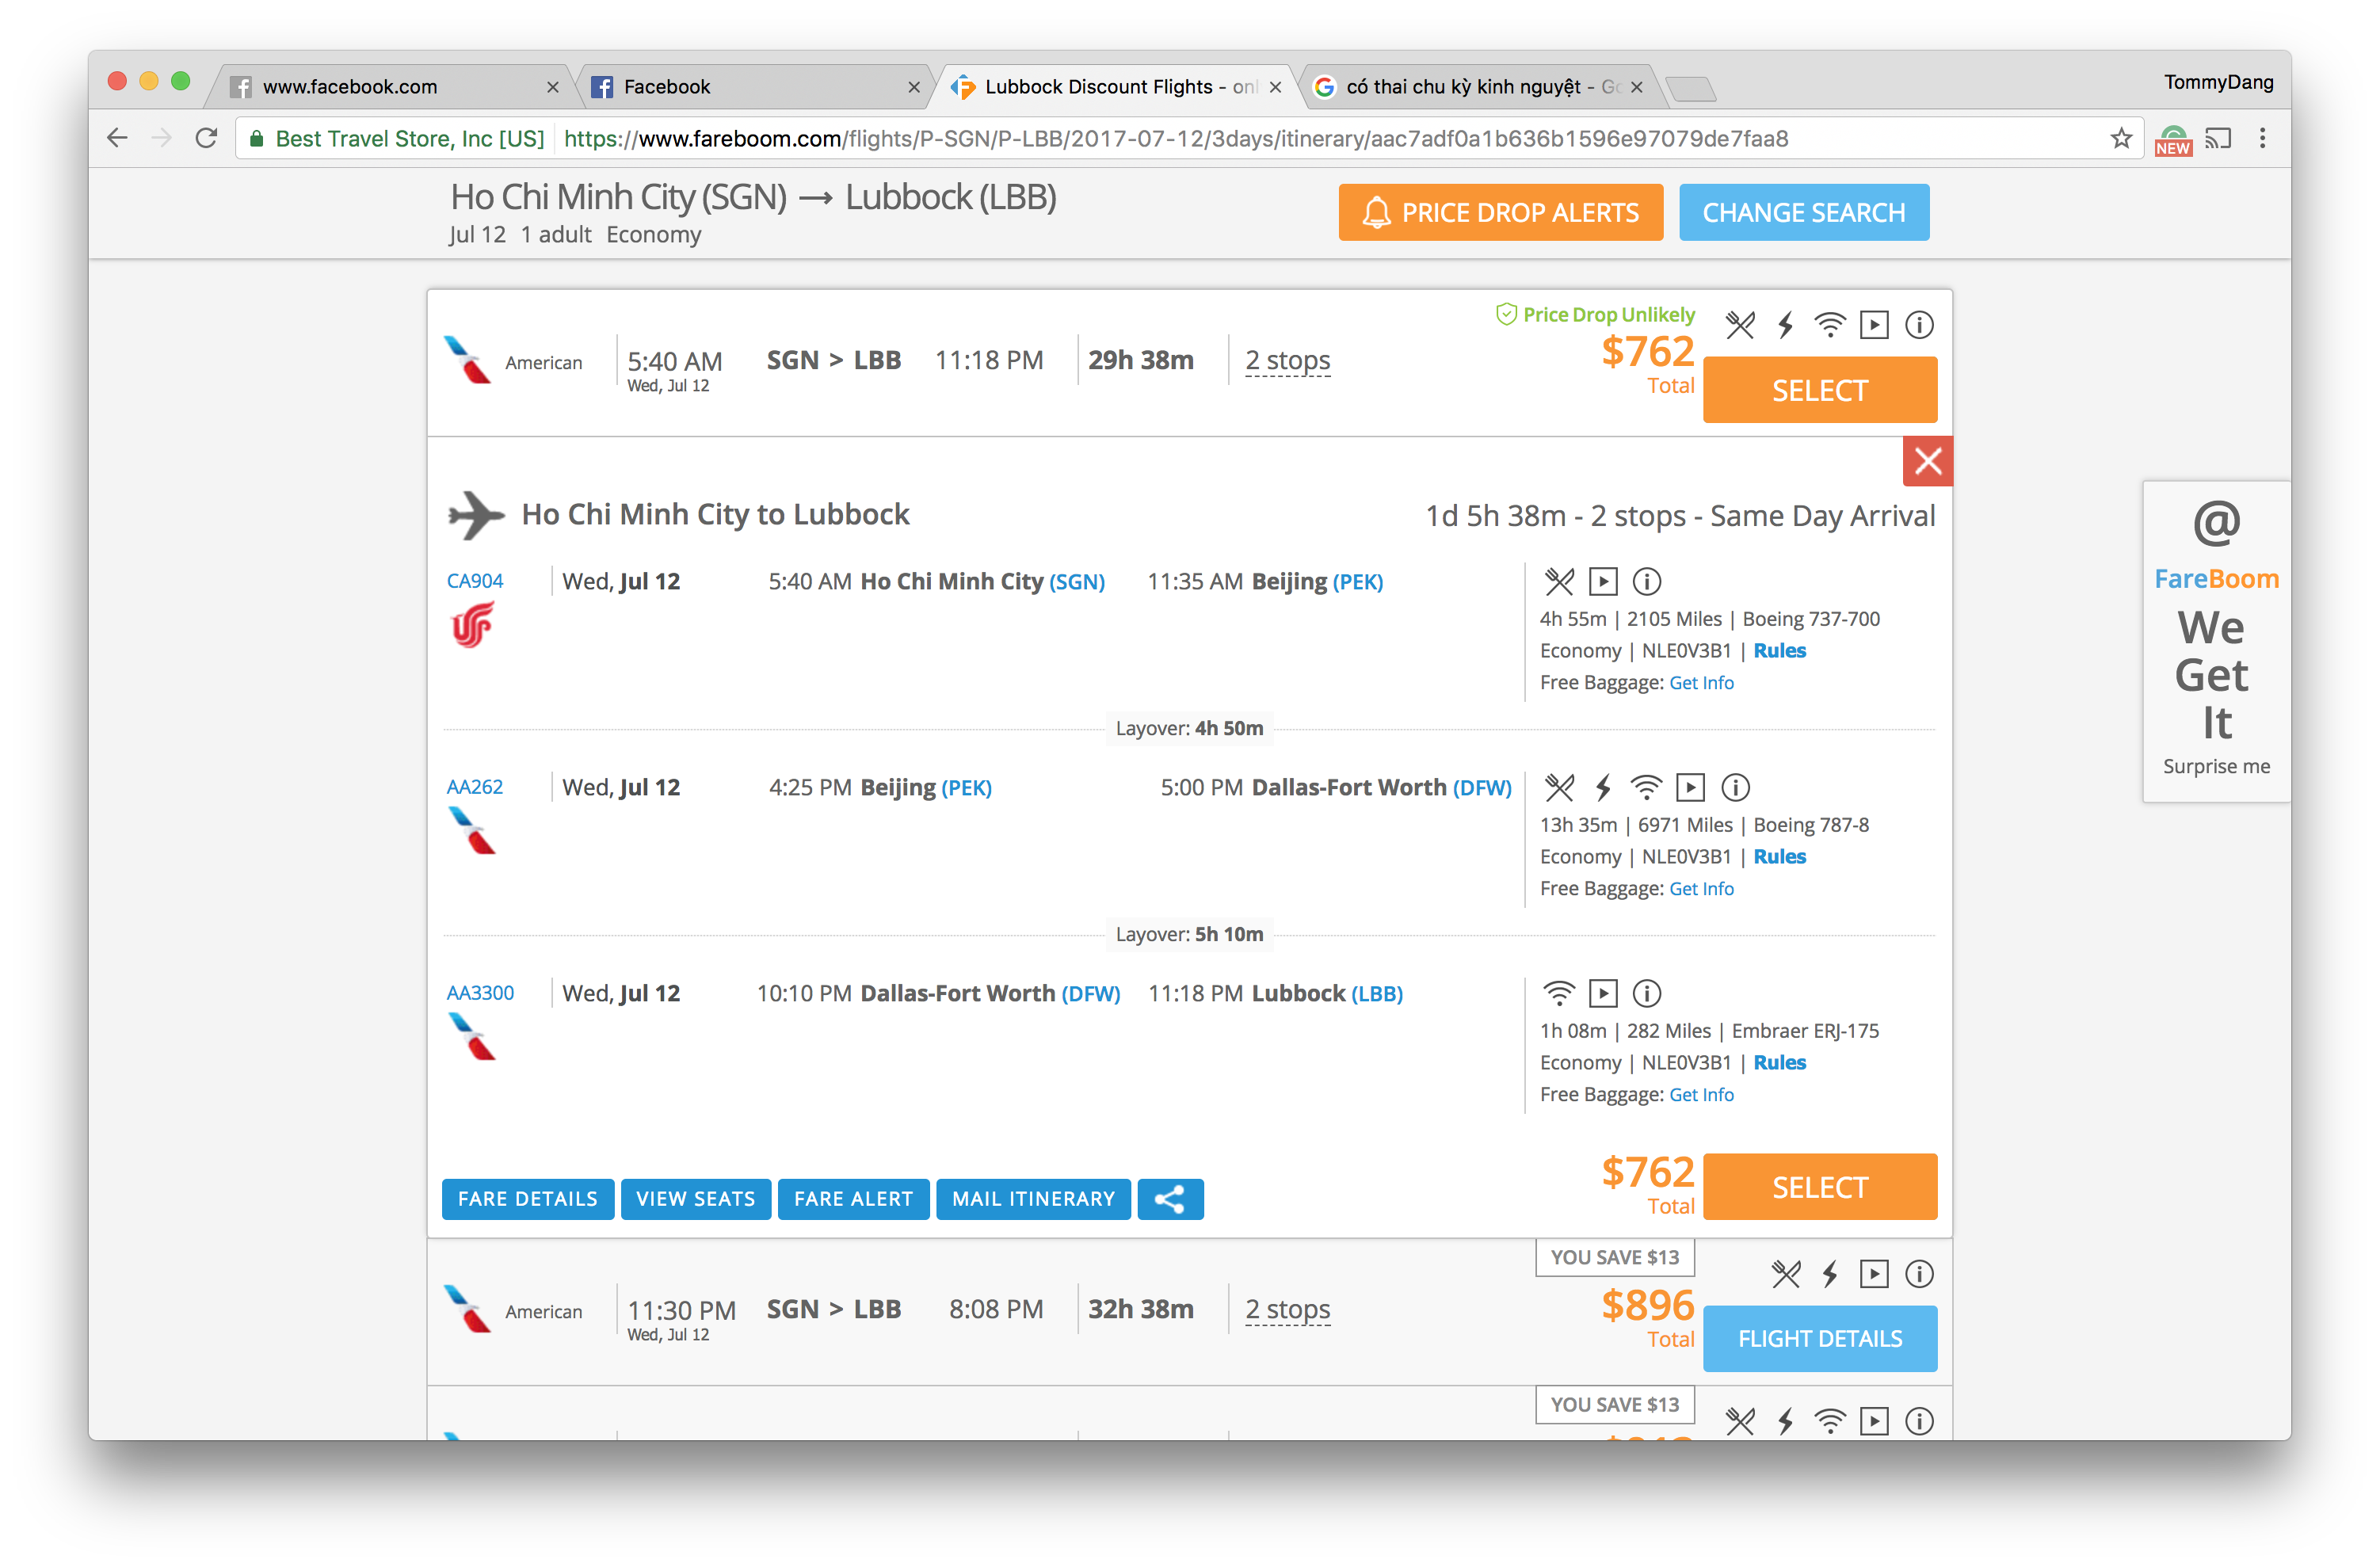 www.facebook.com
Facebook
Lubbock Discount Flights - onl
có thai chu kỳ kinh nguyệt - Go
TommyDang
Best Travel Store, Inc [US]
https://www.fareboom.com/flights/P-SGN/P-LBB/2017-07-12/3days/itinerary/aac7adf0a1b636b1596e97079de7faa8
NEW
Ho Chi Minh City (SGN) → Lubbock (LBB)
Jul 12 1 adult Economy
PRICE DROP ALERTS
CHANGE SEARCH
American
5:40 AM
Wed, Jul 12
SGN > LBB
11:18 PM
29h 38m
2 stops
Price Drop Unlikely
$762
Total
SELECT
Ho Chi Minh City to Lubbock
1d 5h 38m - 2 stops - Same Day Arrival
CA904
Wed, Jul 12
5:40 AM Ho Chi Minh City (SGN)
11:35 AM Beijing (PEK)
4h 55m | 2105 Miles | Boeing 737-700
Economy | NLE0V3B1 | Rules
Free Baggage: Get Info
Layover: 4h 50m
AA262
Wed, Jul 12
4:25 PM Beijing (PEK)
5:00 PM Dallas-Fort Worth (DFW)
13h 35m | 6971 Miles | Boeing 787-8
Economy | NLE0V3B1 | Rules
Free Baggage: Get Info
Layover: 5h 10m
AA3300
Wed, Jul 12
10:10 PM Dallas-Fort Worth (DFW)
11:18 PM Lubbock (LBB)
1h 08m | 282 Miles | Embraer ERJ-175
Economy | NLE0V3B1 | Rules
Free Baggage: Get Info
FARE DETAILS
VIEW SEATS
FARE ALERT
MAIL ITINERARY
$762
Total
SELECT
American
11:30 PM
Wed, Jul 12
SGN > LBB
8:08 PM
32h 38m
2 stops
YOU SAVE $13
$896
Total
FLIGHT DETAILS
YOU SAVE $13
@
FareBoom
We
Get
It
Surprise me